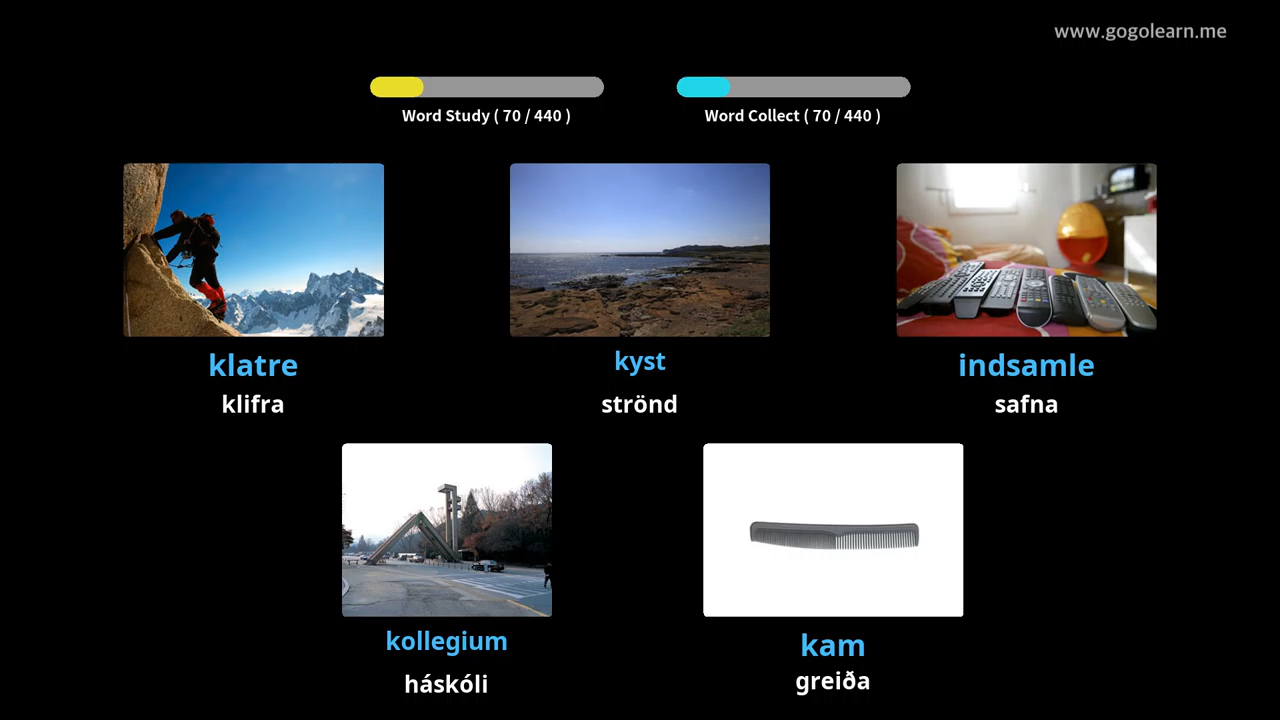 www.gogolearn.me
Word Study ( 70 / 440 )
Word Collect ( 70 / 440 )
klatre
klifra
kyst
strönd
indsamle
safna
kollegium
háskóli
kam
greiða